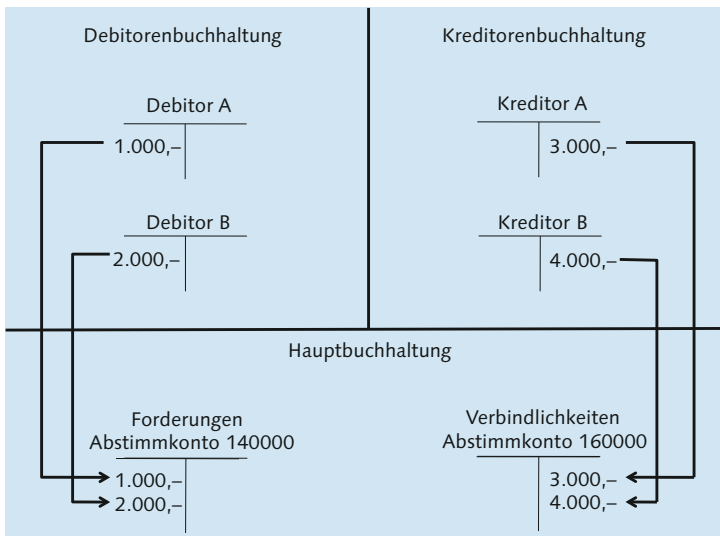 Debitorenbuchhaltung
Debitor A
1.000,–
Debitor B
2.000,–
Kreditorenbuchhaltung
Kreditor A
3.000,–
Kreditor B
4.000,–
Hauptbuchhaltung
Forderungen
Abstimmkonto 140000
1.000,–
2.000,–
Verbindlichkeiten
Abstimmkonto 160000
3.000,–
4.000,–